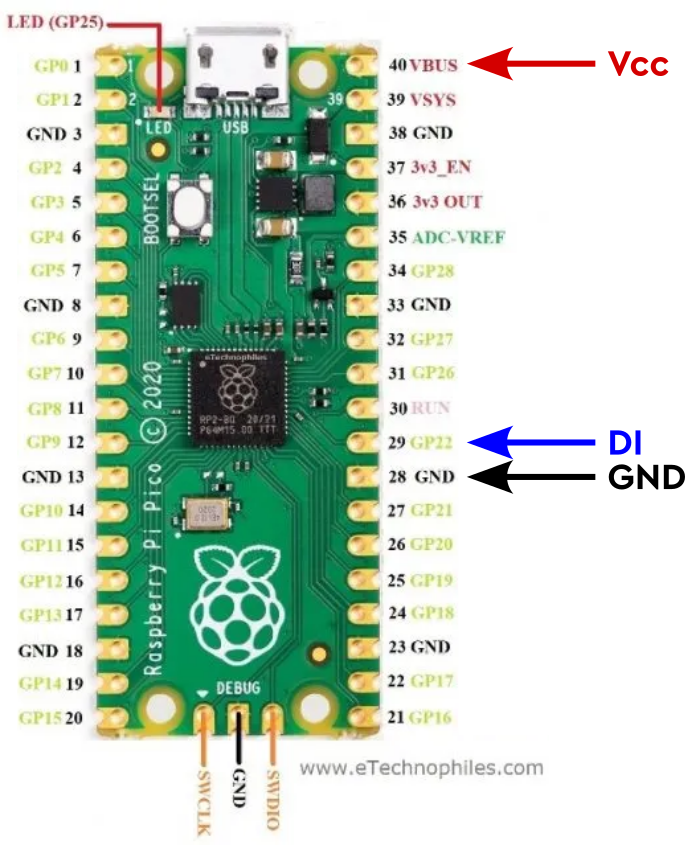 LED (GP25)
GP0 1
GP1 2
GND 3
GP2 4
GP3 5
GP4 6
GP5 7
GND 8
GP6 9
GP7 10
GP8 11
GP9 12
GND 13
GP10 14
GP11 15
GP12 16
GP13 17
GND 18
GP14 19
GP15 20
1
2
39
LED
USB
BOOTSEL
Raspberry Pi Pico © 2020
eTechnophiles
RP2-B0 20/21
P64M15.00 TTT
DEBUG
40 VBUS
39 VSYS
38 GND
37 3v3_EN
36 3v3 OUT
35 ADC-VREF
34 GP28
33 GND
32 GP27
31 GP26
30 RUN
29 GP22
28 GND
27 GP21
26 GP20
25 GP19
24 GP18
23 GND
22 GP17
21 GP16
Vcc
DI
GND
SWCLK
GND
SWDIO
www.eTechnophiles.com